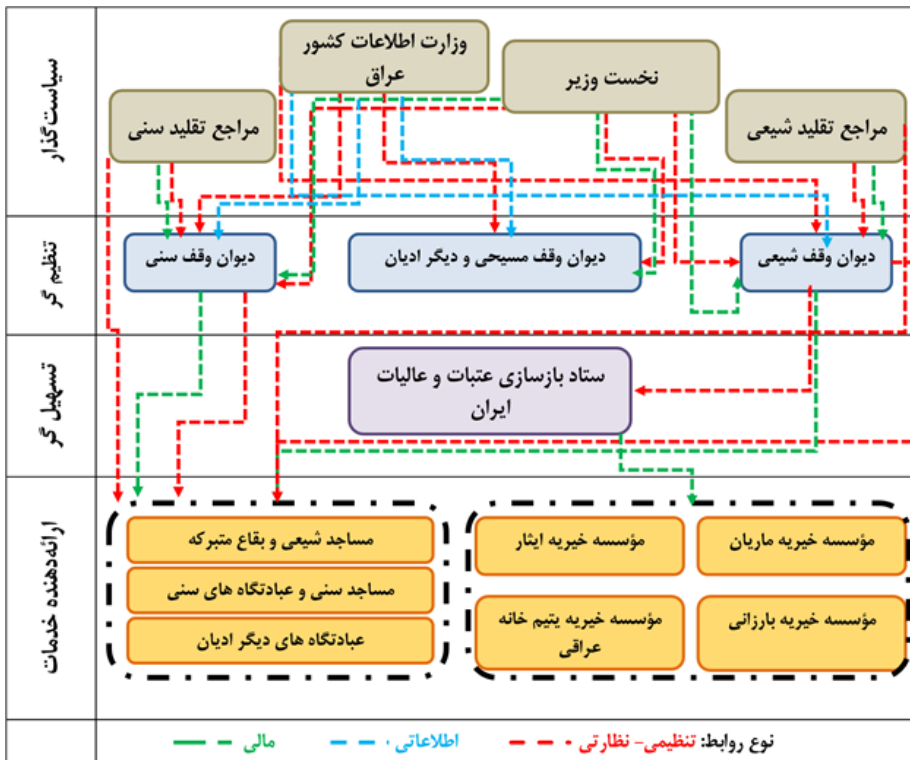 سیاست‌گذار
وزارت اطلاعات کشور
عراق
نخست وزیر
مراجع تقلید سنی
مراجع تقلید شیعی
تنظیم گر
دیوان وقف سنی
دیوان وقف مسیحی و دیگر ادیان
دیوان وقف شیعی
تسهیل گر
ستاد بازسازی عتبات و عالیات
ایران
ارائه‌دهنده خدمات
مساجد شیعی و بقاع متبرکه
مساجد سنی و عبادتگاه های سنی
عبادتگاه های دیگر ادیان
مؤسسه خیریه ماریان
مؤسسه خیریه ایثار
مؤسسه خیریه بارزانی
مؤسسه خیریه یتیم خانه
عراقی
نوع روابط: تنظیمی- نظارتی
اطلاعاتی
مالی